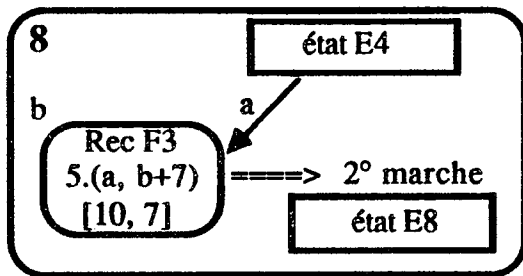 8
état E4
a
b
Rec F3
5.(a, b+7)
[10, 7]
====> 2° marche
état E8